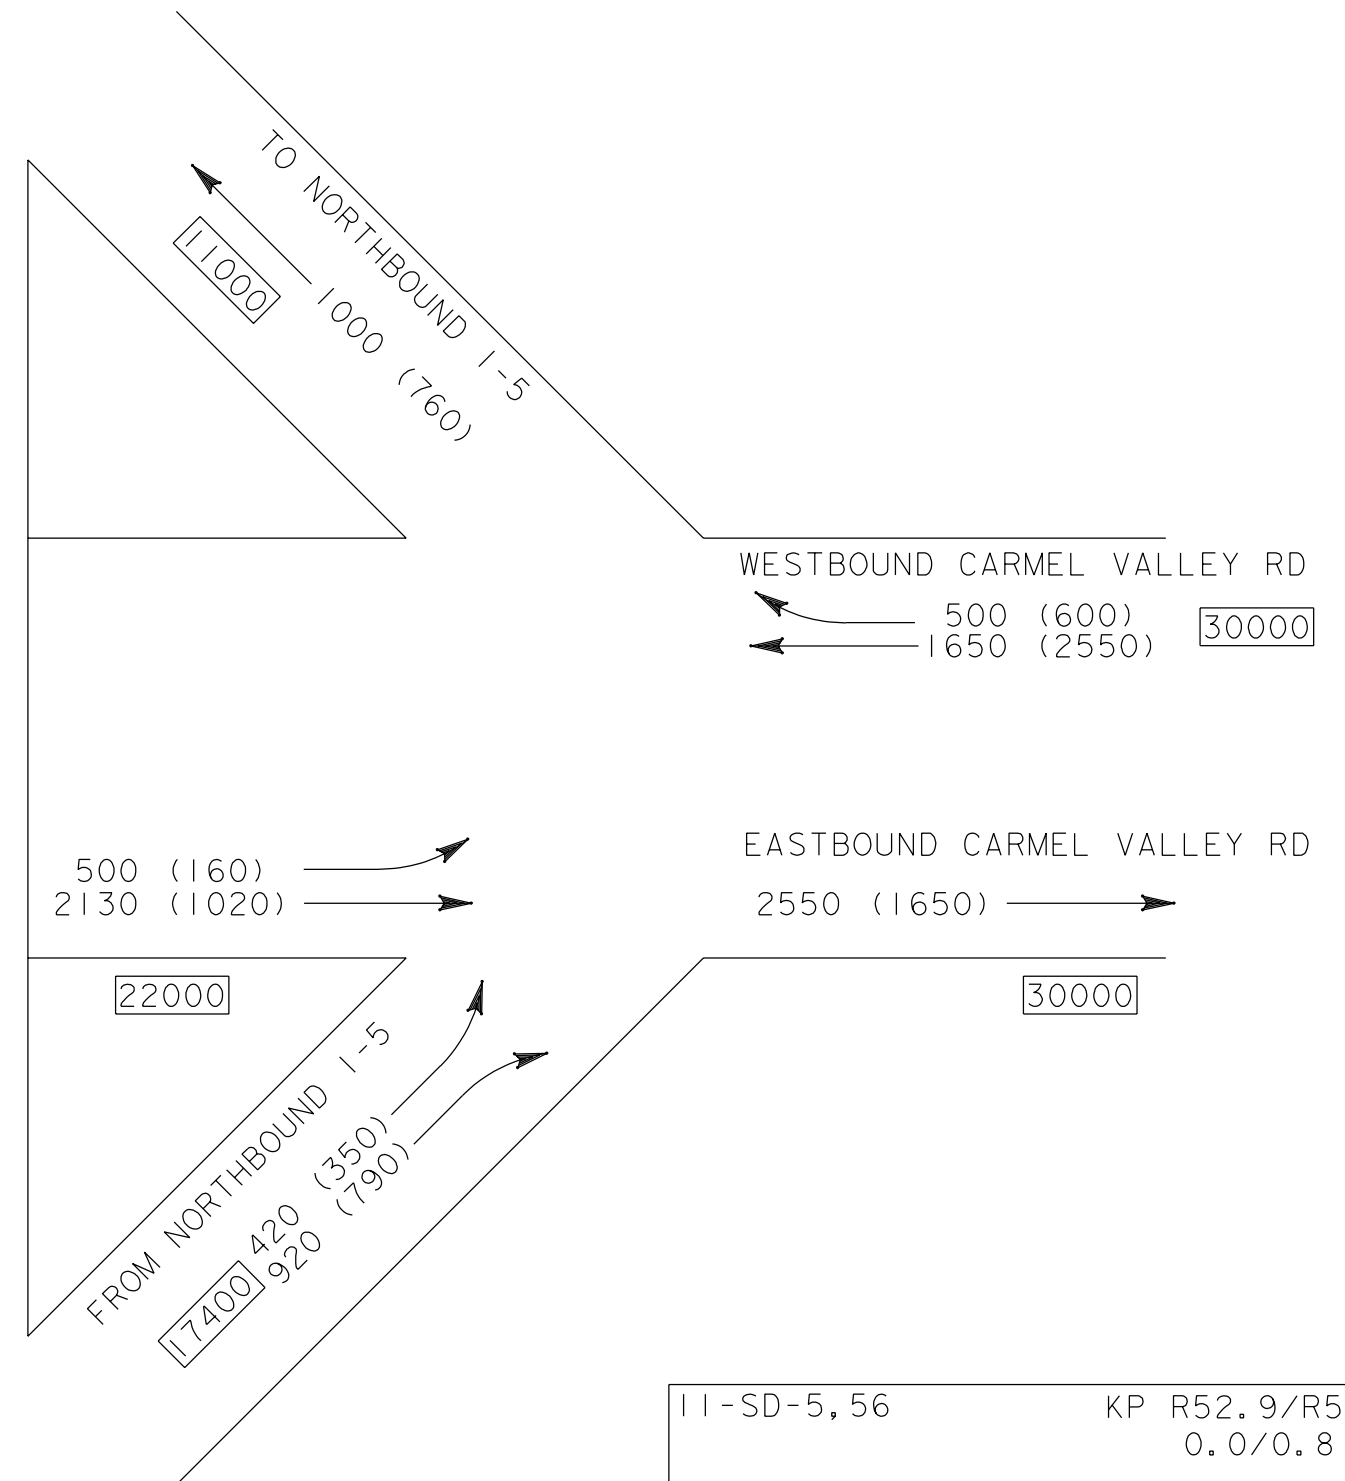 TO NORTHBOUND I-5
11000
1000 (760)
WESTBOUND CARMEL VALLEY RD
500 (600)
1650 (2550)
30000
EASTBOUND CARMEL VALLEY RD
500 (160)
2130 (1020)
2550 (1650)
22000
30000
FROM NORTHBOUND I-5
420 (350)
920 (790)
17400
11-SD-5,56 KP R52.9/R5
0.0/0.8